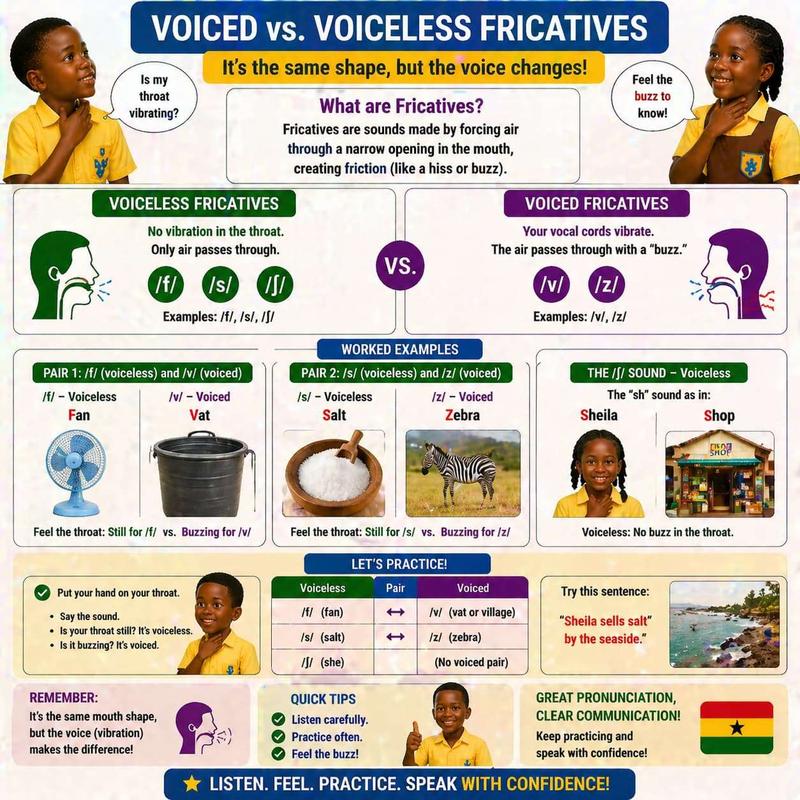 VOICED vs. VOICELESS FRICATIVES
It's the same shape, but the voice changes!
Is my
throat
vibrating?
Feel the
buzz to
know!
What are Fricatives?
Fricatives are sounds made by forcing air
through a narrow opening in the mouth,
creating friction (like a hiss or buzz).
VOICELESS FRICATIVES
No vibration in the throat.
Only air passes through.
/f/ /s/ /ʃ/
Examples: /f/, /s/, /ʃ/
VS.
VOICED FRICATIVES
Your vocal cords vibrate.
The air passes through with a “buzz.”
/v/ /z/
Examples: /v/, /z/
WORKED EXAMPLES
PAIR 1: /f/ (voiceless) and /v/ (voiced)
/f/ – Voiceless
Fan
/v/ – Voiced
Vat
Feel the throat: Still for /f/ vs. Buzzing for /v/
PAIR 2: /s/ (voiceless) and /z/ (voiced)
/s/ – Voiceless
Salt
/z/ – Voiced
Zebra
Feel the throat: Still for /s/ vs. Buzzing for /z/
THE /ʃ/ SOUND – Voiceless
The “sh” sound as in:
Sheila
Shop
SHOP
Voiceless: No buzz in the throat.
LET'S PRACTICE!
Put your hand on your throat.
• Say the sound.
• Is your throat still? It's voiceless.
• Is it buzzing? It's voiced.
Voiceless Pair Voiced
/f/ (fan) ↔ /v/ (vat or village)
/s/ (salt) ↔ /z/ (zebra)
/ʃ/ (she) (No voiced pair)
Try this sentence:
“Sheila sells salt”
by the seaside.”
REMEMBER:
It's the same mouth shape,
but the voice (vibration)
makes the difference!
QUICK TIPS
Listen carefully.
Practice often.
Feel the buzz!
GREAT PRONUNCIATION,
CLEAR COMMUNICATION!
Keep practicing and
speak with confidence!
LISTEN. FEEL. PRACTICE. SPEAK WITH CONFIDENCE!